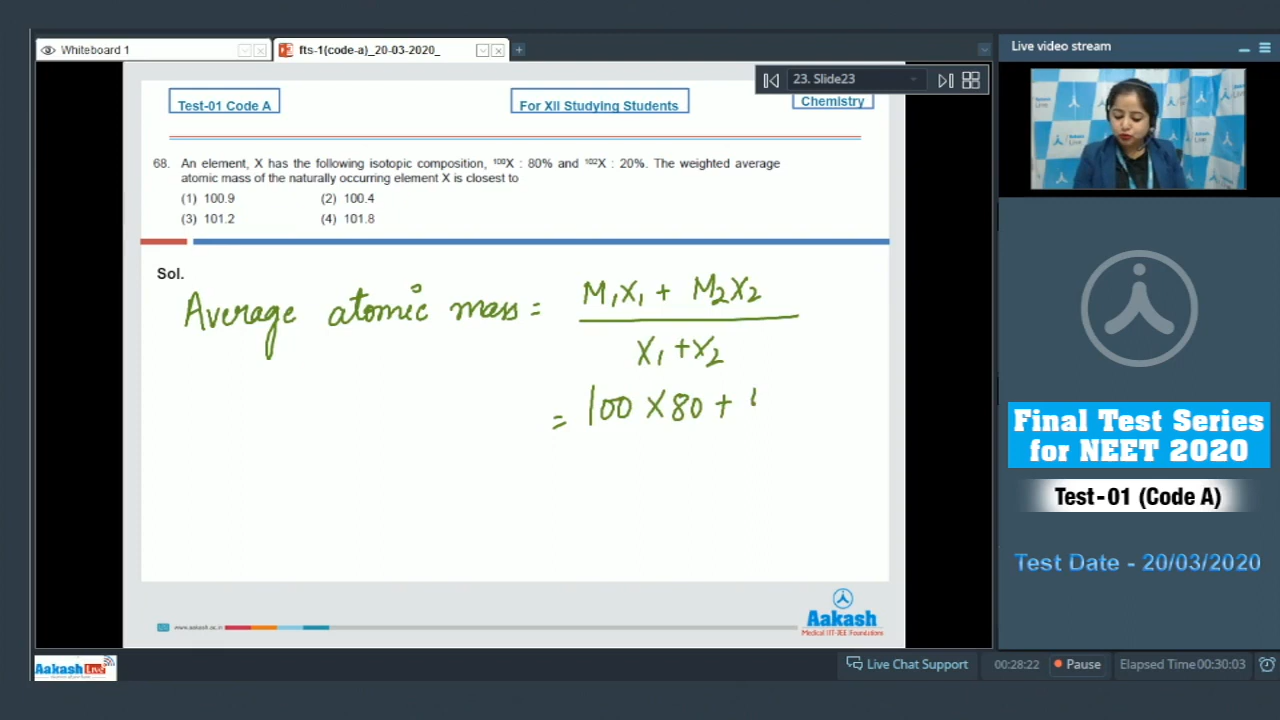 Whiteboard 1
fts-1(code-a)_20-03-2020_
Live video stream
23. Slide23
Test-01 Code A
For XII Studying Students
Chemistry
68. An element, X has the following isotopic composition, ¹⁰⁰X : 80% and ¹⁰²X : 20%. The weighted average
atomic mass of the naturally occurring element X is closest to
(1) 100.9 (2) 100.4
(3) 101.2 (4) 101.8
Sol.
Average atomic mass = M₁X₁ + M₂X₂
X₁ + X₂
= 100 × 80 +
Final Test Series
for NEET 2020
Test-01 (Code A)
Test Date - 20/03/2020
www.aakash.ac.in
Aakash
Medical IIT-JEE Foundations
Aakash Live
Live Chat Support
00:28:22
Pause
Elapsed Time 00:30:03